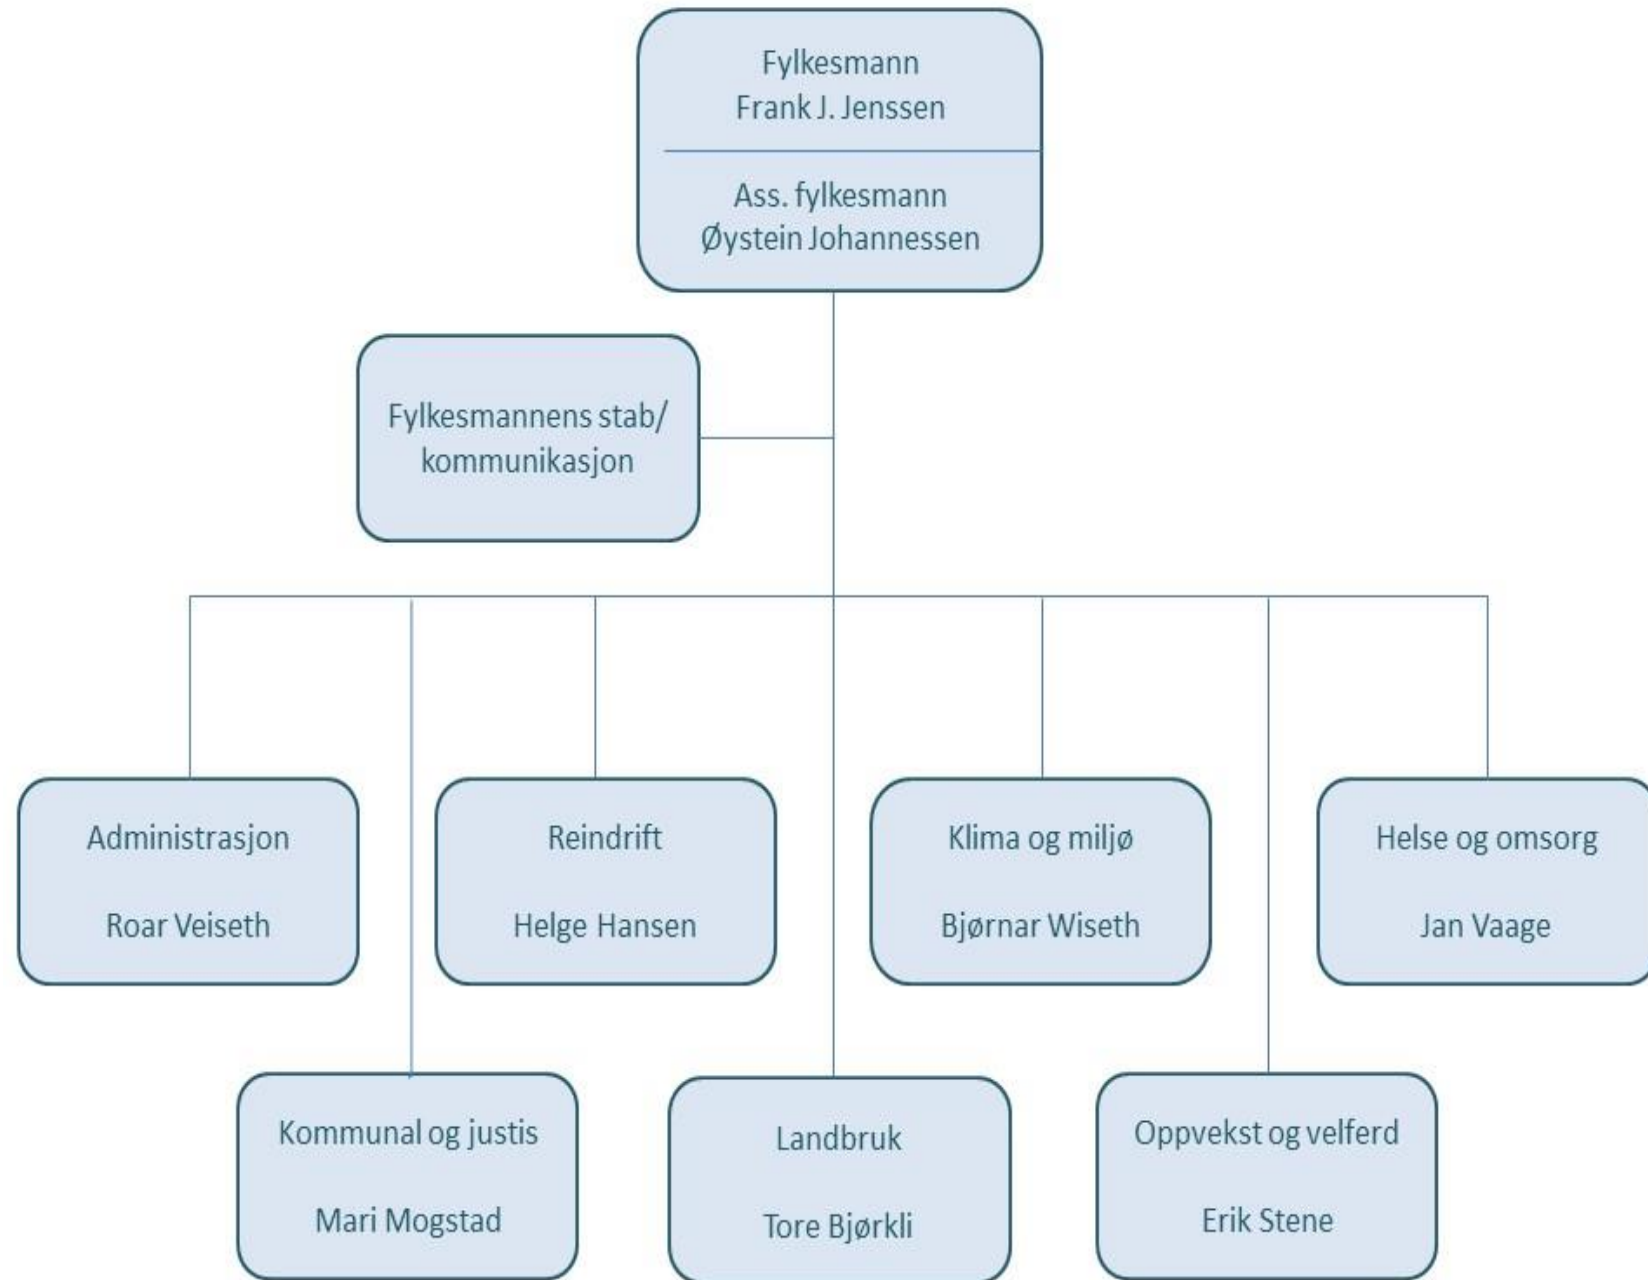 Fylkesmann
Frank J. Jenssen
Ass. fylkesmann
Øystein Johannessen
Fylkesmannens stab/
kommunikasjon
Administrasjon
Roar Veiseth
Reindrift
Helge Hansen
Klima og miljø
Bjørnar Wiseth
Helse og omsorg
Jan Vaage
Kommunal og justis
Mari Mogstad
Landbruk
Tore Bjørkli
Oppvekst og velferd
Erik Stene